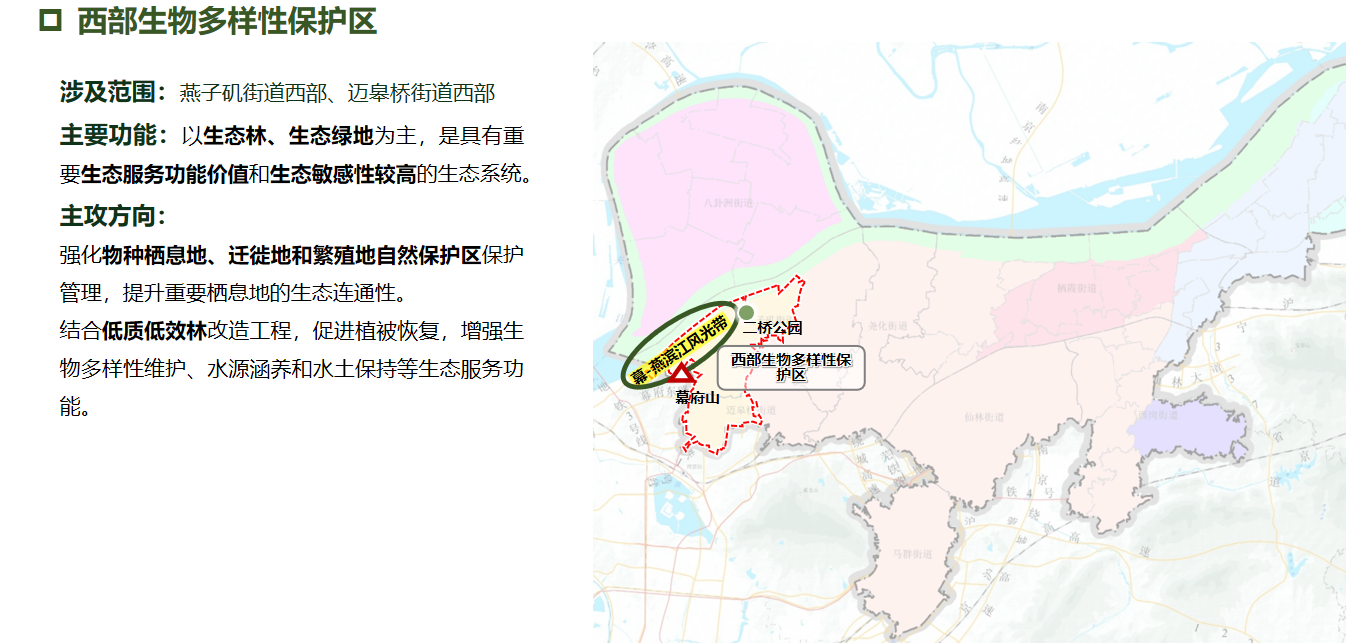 西部生物多样性保护区
涉及范围：燕子矶街道西部、迈皋桥街道西部
主要功能：以生态林、生态绿地为主，是具有重
要生态服务功能价值和生态敏感性较高的生态系统。
主攻方向：
强化物种栖息地、迁徙地和繁殖地自然保护区保护
管理，提升重要栖息地的生态连通性。
结合低质低效林改造工程，促进植被恢复，增强生
物多样性维护、水源涵养和水土保持等生态服务功
能。
八卦洲街道
栖霞街道
尧化街道
二桥公园
幕-燕滨江风光带
西部生物多样性保
护区
幕府山
仙林街道
马群街道